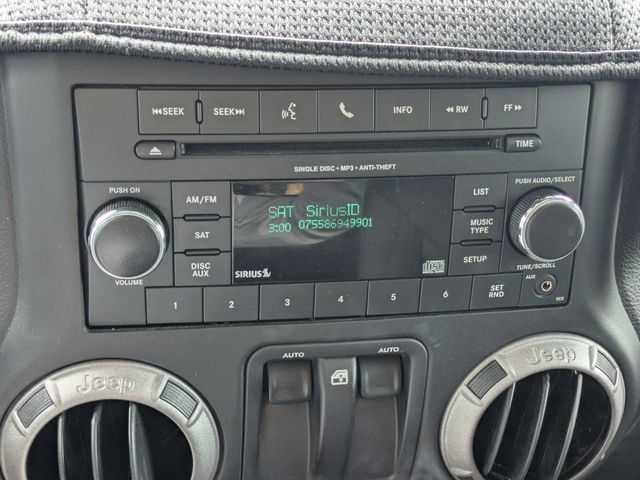 SEEK
SEEK
INFO
RW
FF
TIME
SINGLE DISC • MP3 • ANTI-THEFT
PUSH ON
VOLUME
AM/FM
SAT
DISC
AUX
SAT SiriusID
3:00 075586949901
SIRIUS
LIST
MUSIC
TYPE
SETUP
PUSH AUDIO/SELECT
TUNE/SCROLL
1
2
3
4
5
6
SET
RND
AUX
AUTO
AUTO
Jeep
Jeep